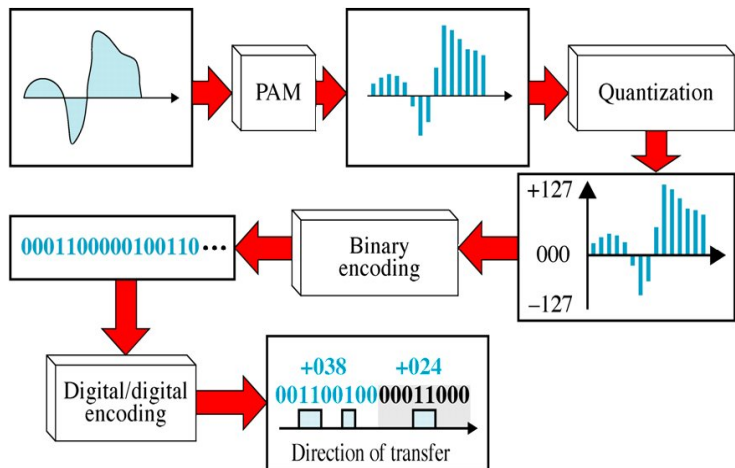 PAM
Quantization
+127
000
–127
Binary
encoding
0001100000100110 •••
Digital/digital
encoding
+038 +024
00110010000011000
Direction of transfer